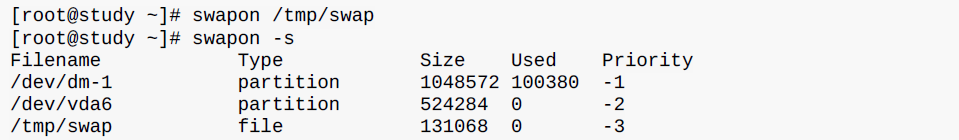 [root@study ~]# swapon /tmp/swap
[root@study ~]# swapon -s
Filename Type Size Used Priority
/dev/dm-1 partition 1048572 100380 -1
/dev/vda6 partition 524284 0 -2
/tmp/swap file 131068 0 -3